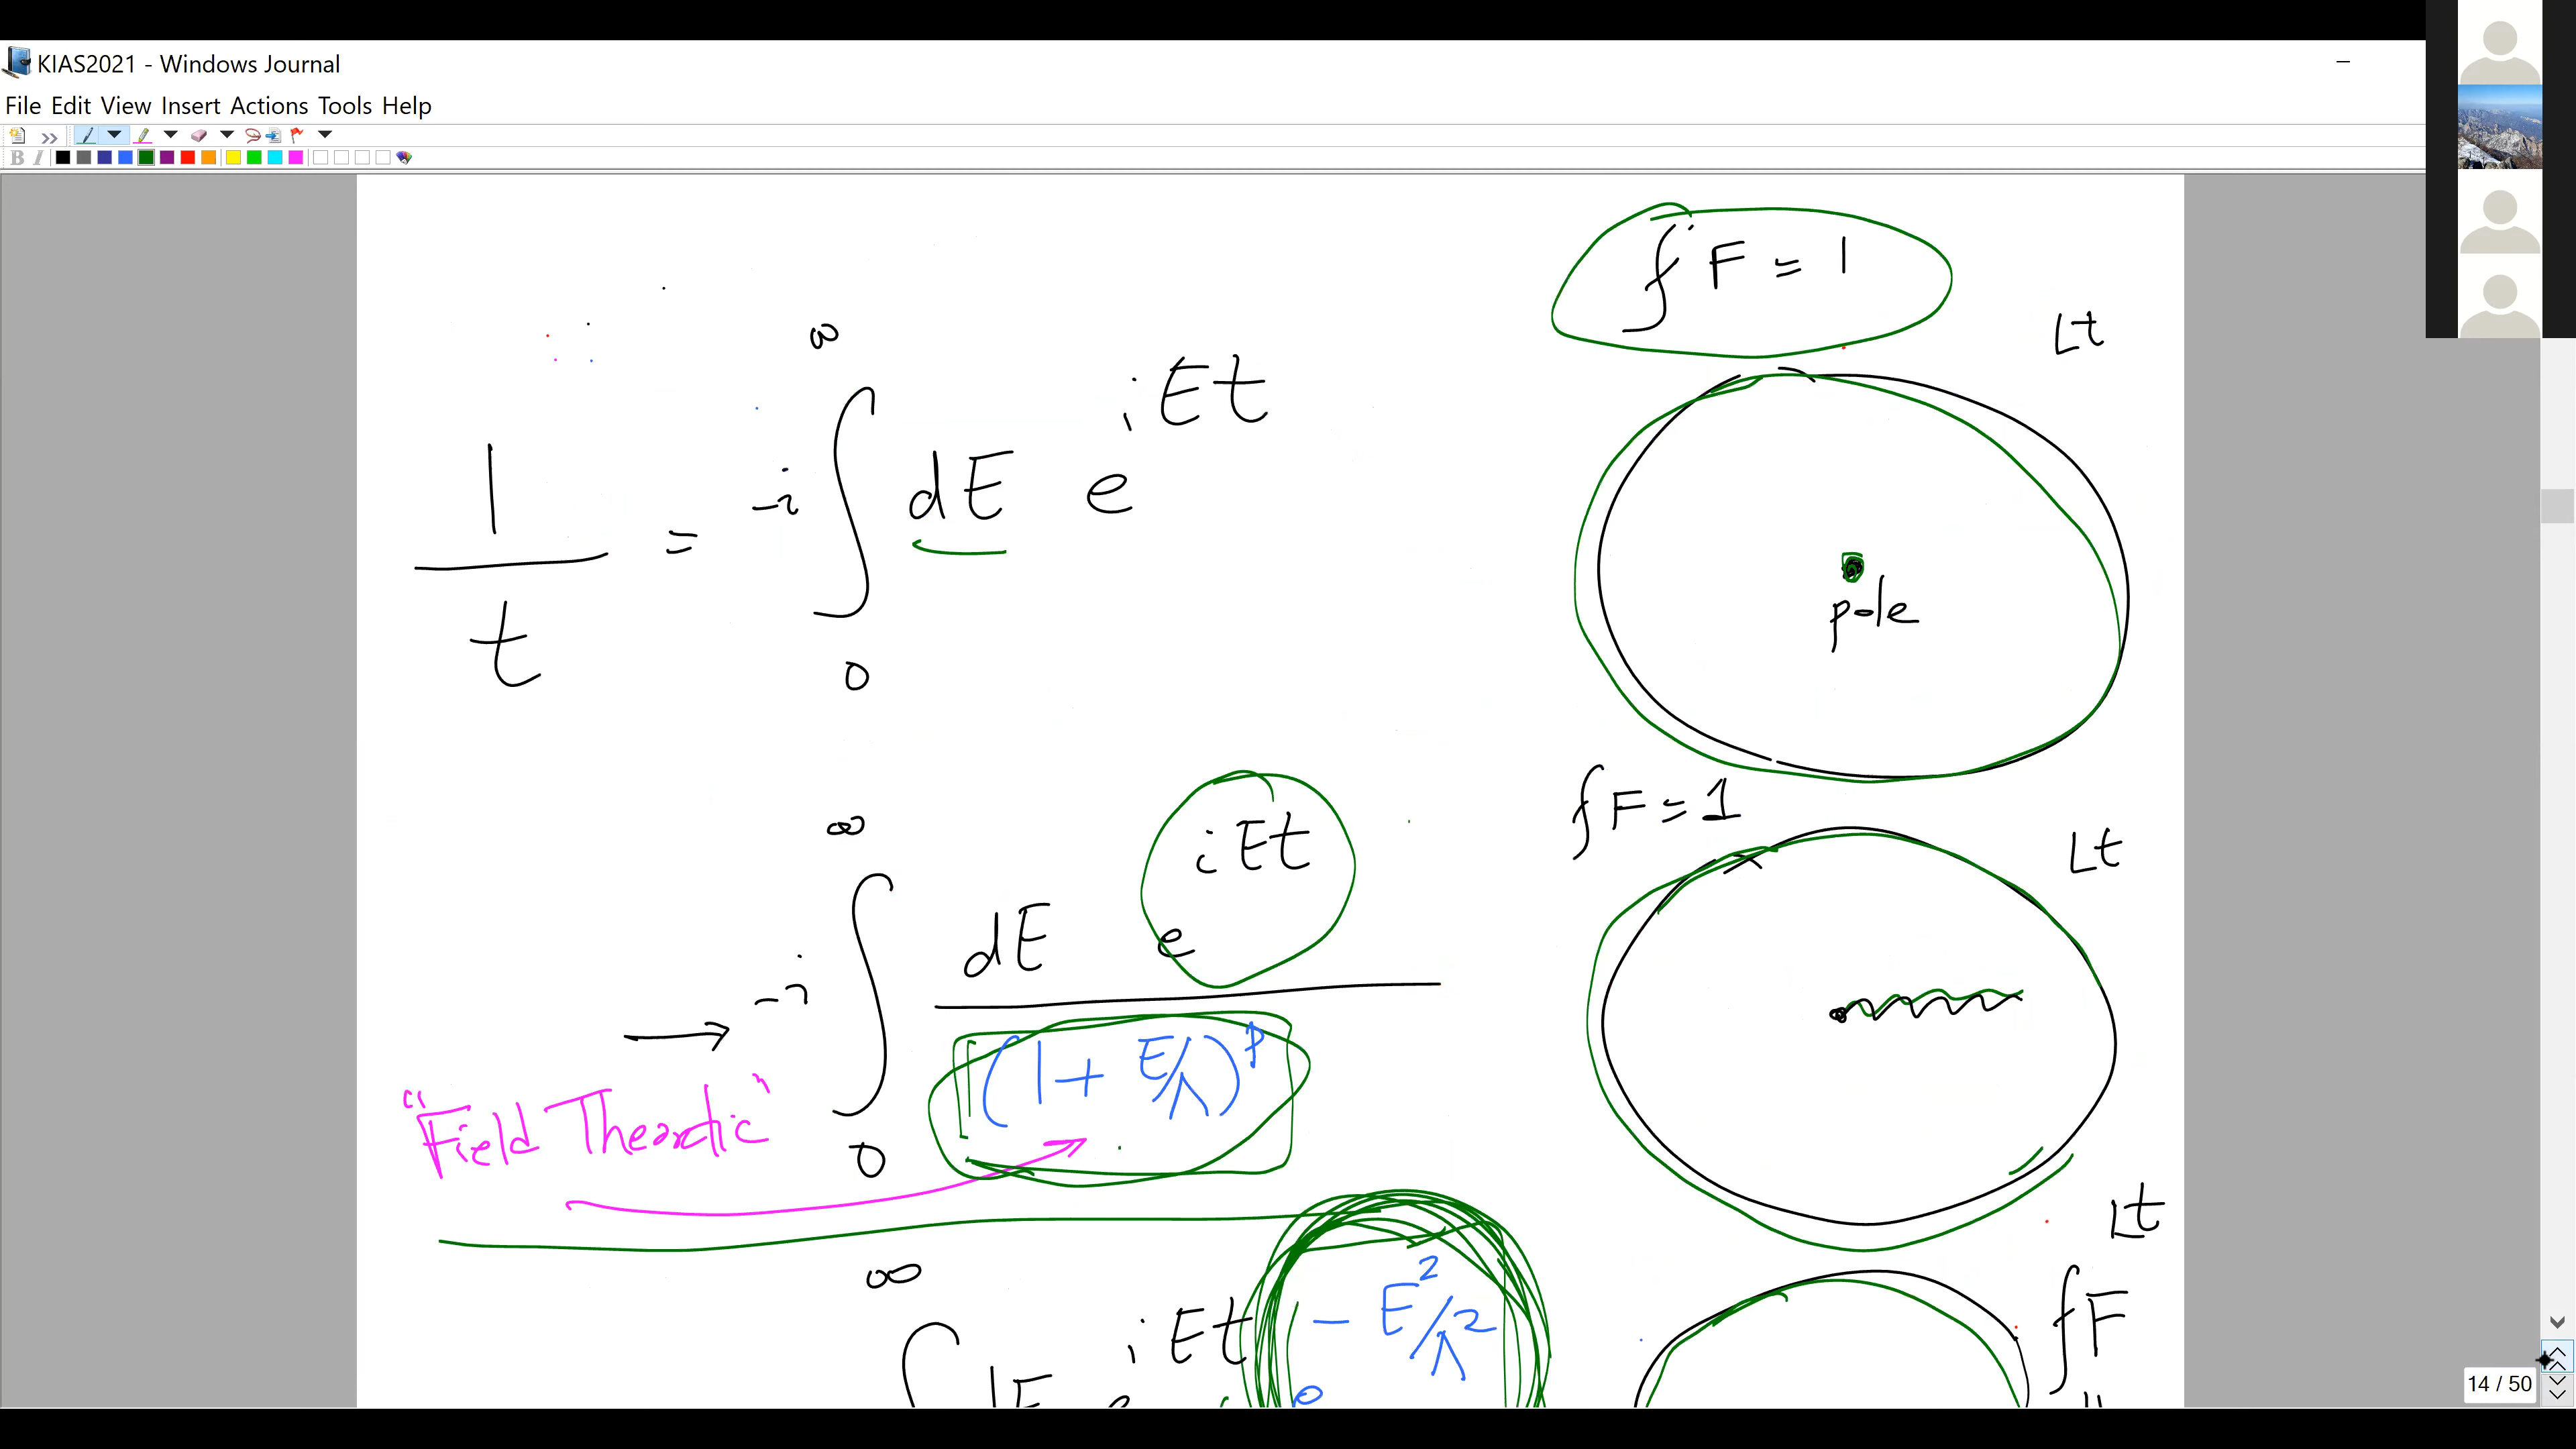 KIAS2021 - Windows Journal
File Edit View Insert Actions Tools Help
B I
∮ F = 1
Lt
1/t = -i ∫₀^∞ dE e^{iEt}
pole
∮ F = 1
Lt
→ -i ∫₀^∞ dE e^{iEt} / (1 + E/Λ)^p
"Field Theoretic"
Lt
∞
∫ dE e^{iEt} e^{-E²/Λ²}
∮ F
"
14 / 50